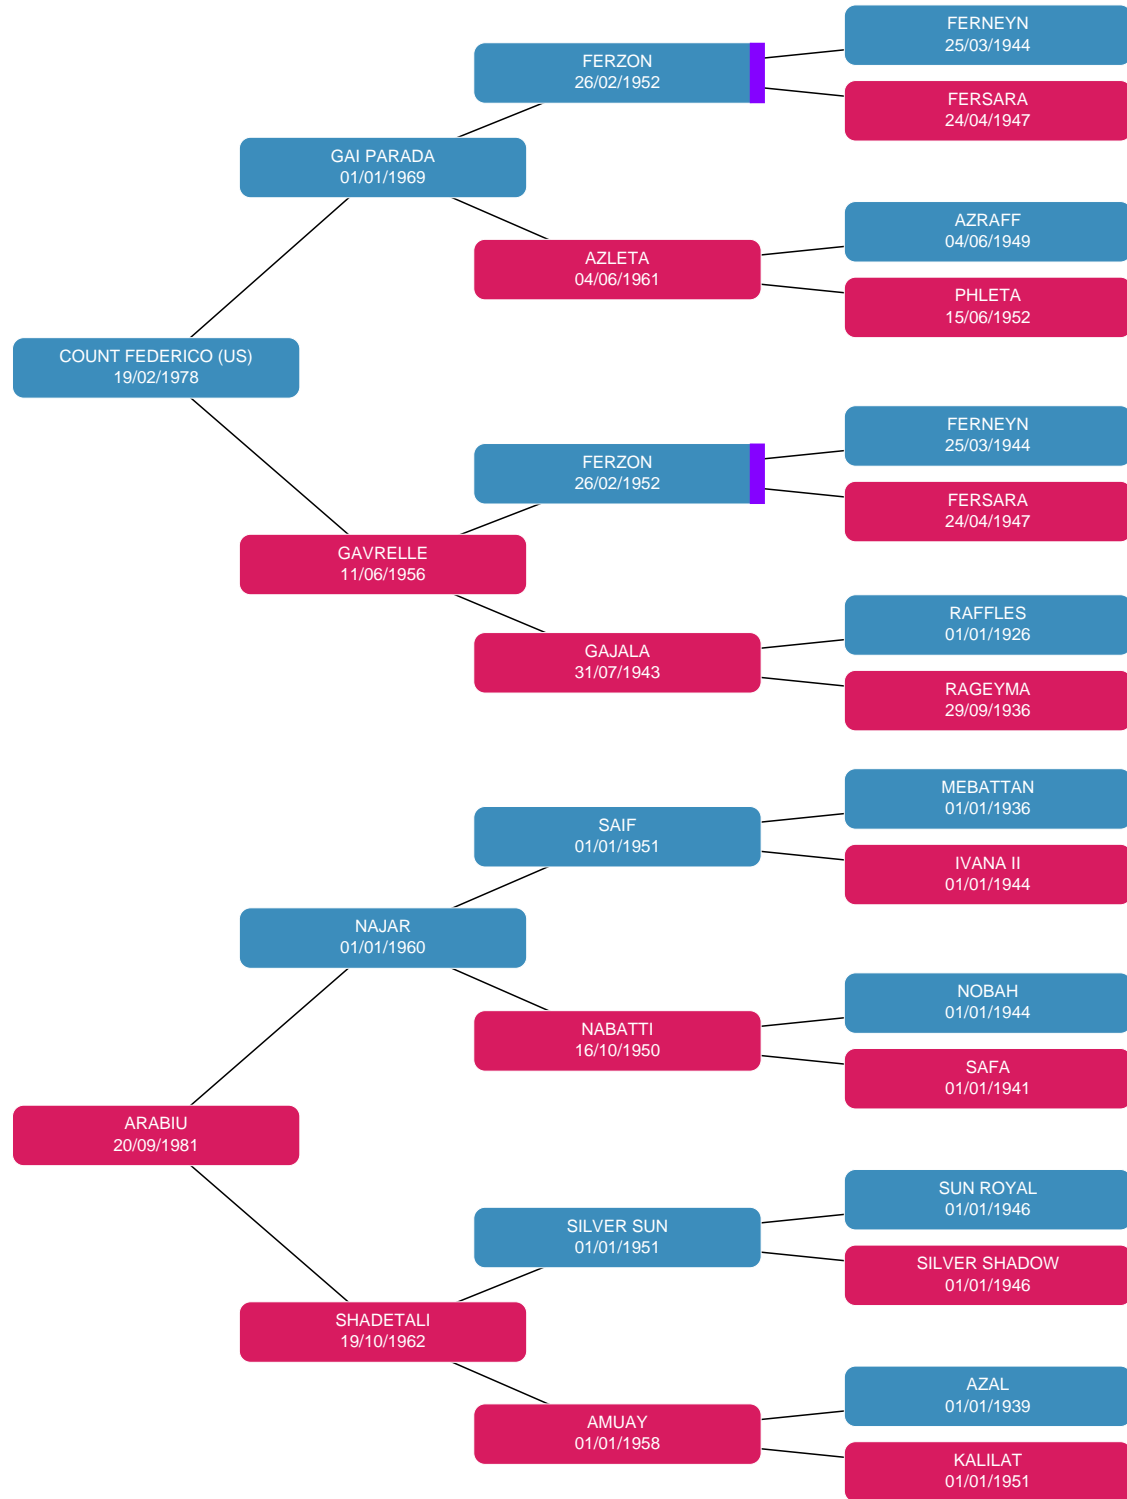 FERNEYN
25/03/1944
FERZON
26/02/1952
FERSARA
24/04/1947
GAI PARADA
01/01/1969
AZRAFF
04/06/1949
AZLETA
04/06/1961
PHLETA
15/06/1952
COUNT FEDERICO (US)
19/02/1978
FERNEYN
25/03/1944
FERZON
26/02/1952
FERSARA
24/04/1947
GAVRELLE
11/06/1956
RAFFLES
01/01/1926
GAJALA
31/07/1943
RAGEYMA
29/09/1936
MEBATTAN
01/01/1936
SAIF
01/01/1951
IVANA II
01/01/1944
NAJAR
01/01/1960
NOBAH
01/01/1944
NABATTI
16/10/1950
SAFA
01/01/1941
ARABIU
20/09/1981
SUN ROYAL
01/01/1946
SILVER SUN
01/01/1951
SILVER SHADOW
01/01/1946
SHADETALI
19/10/1962
AZAL
01/01/1939
AMUAY
01/01/1958
KALILAT
01/01/1951